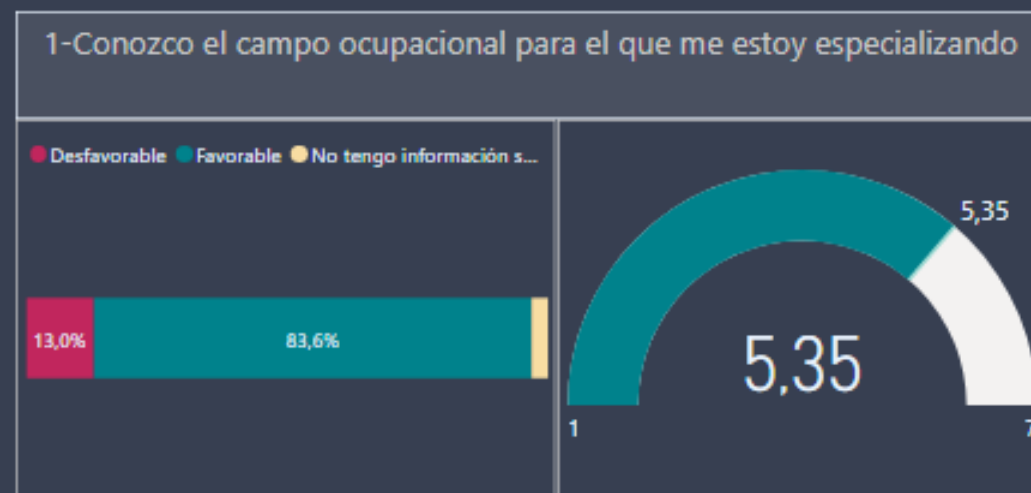 1-Conozco el campo ocupacional para el que me estoy especializando
Desfavorable Favorable No tengo información s...
5,35
13,0% 83,6%
5,35
1 7